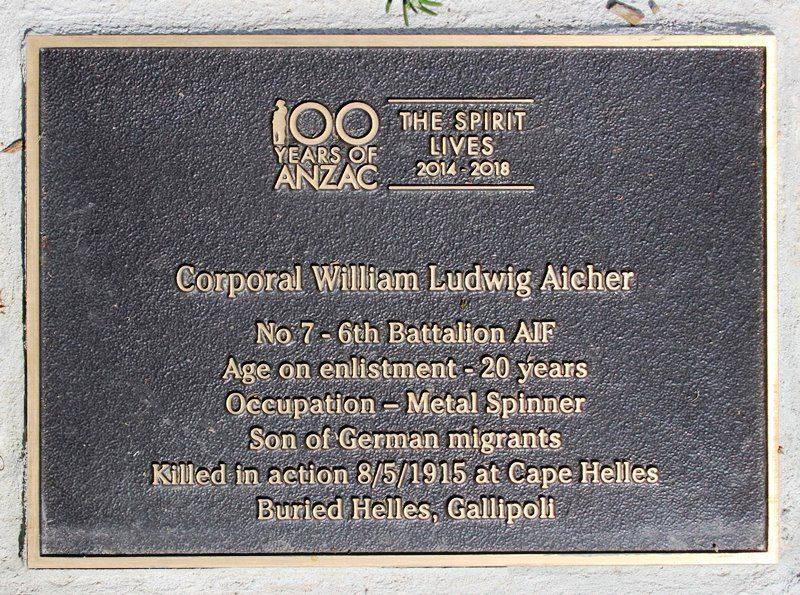 100
YEARS OF
ANZAC
THE SPIRIT
LIVES
2014 - 2018
Corporal William Ludwig Aicher
No 7 - 6th Battalion AIF
Age on enlistment - 20 years
Occupation – Metal Spinner
Son of German migrants
Killed in action 8/5/1915 at Cape Helles
Buried Helles, Gallipoli